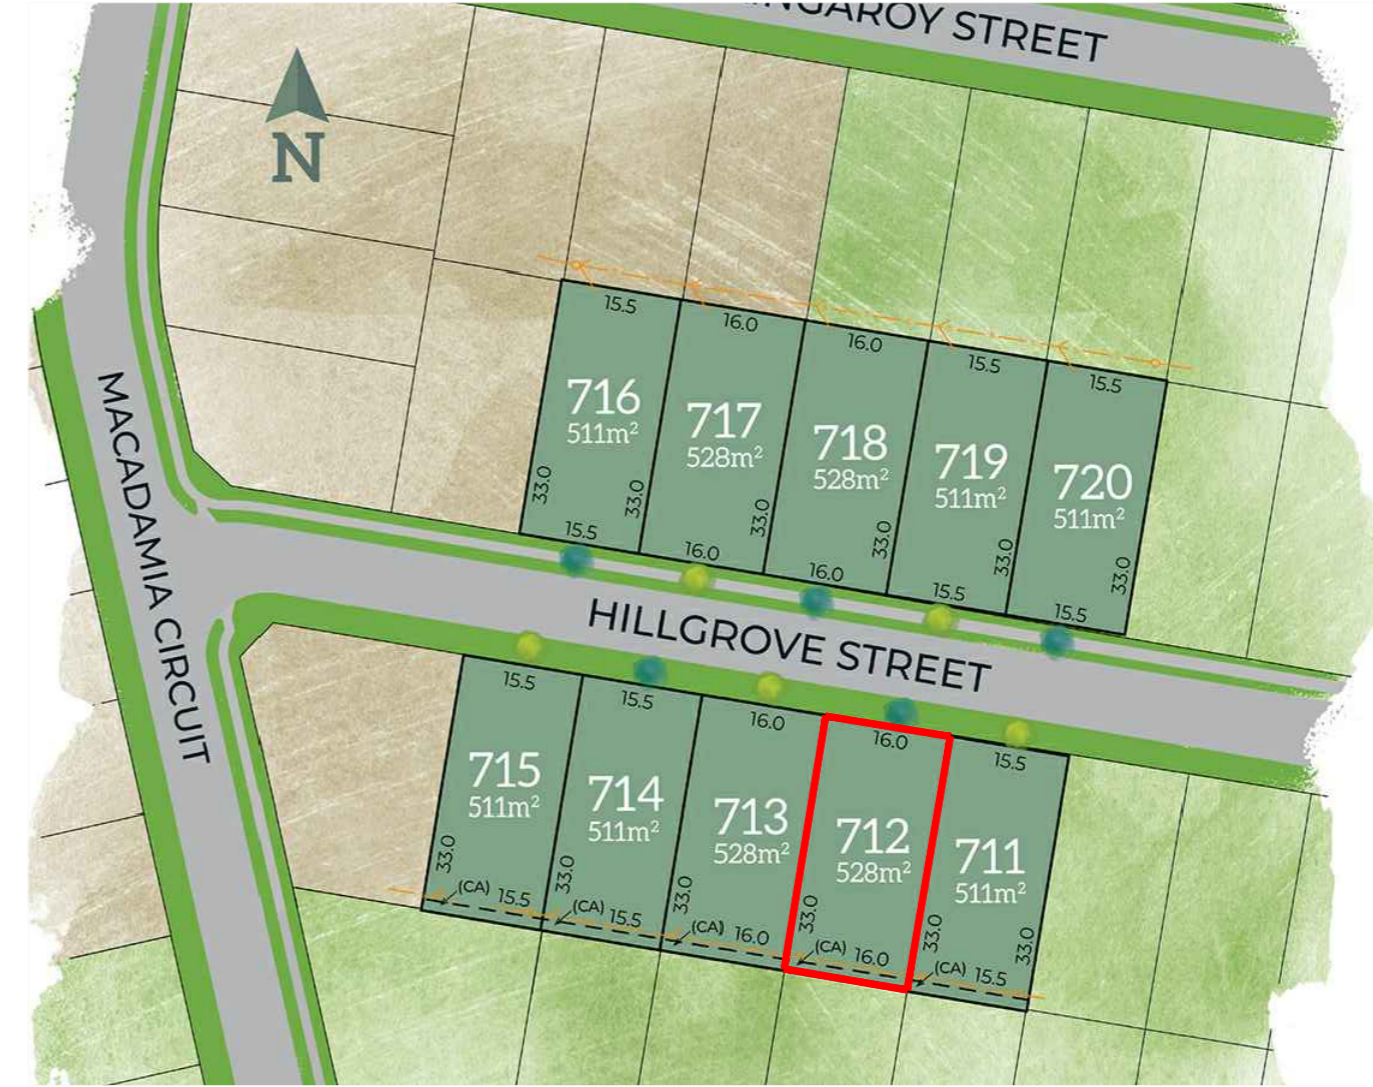 INGAROY STREET
N
15.5
16.0
16.0
15.5
15.5
716
511m²
717
528m²
718
528m²
719
511m²
720
511m²
33.0
33.0
33.0
33.0
33.0
33.0
15.5
16.0
16.0
15.5
15.5
MACADAMIA CIRCUIT
HILLGROVE STREET
15.5
15.5
16.0
16.0
15.5
715
511m²
714
511m²
713
528m²
712
528m²
711
511m²
33.0
33.0
33.0
33.0
33.0
33.0
(CA) 15.5
(CA) 15.5
(CA) 16.0
(CA) 16.0
(CA) 15.5